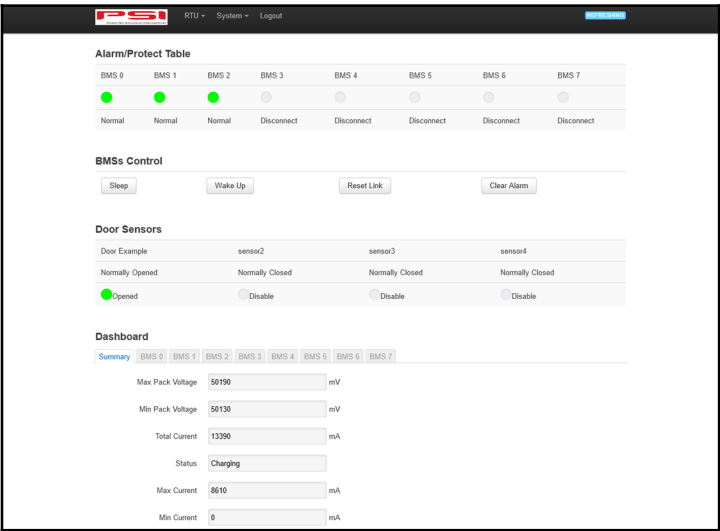 PSI
RTU System Logout REFRESHING
Alarm/Protect Table
BMS 0 BMS 1 BMS 2 BMS 3 BMS 4 BMS 5 BMS 6 BMS 7
Normal Normal Normal Disconnect Disconnect Disconnect Disconnect Disconnect
BMSs Control
Sleep Wake Up Reset Link Clear Alarm
Door Sensors
Door Example sensor2 sensor3 sensor4
Normally Opened Normally Closed Normally Closed Normally Closed
Opened Disable Disable Disable
Dashboard
Summary BMS 0 BMS 1 BMS 2 BMS 3 BMS 4 BMS 5 BMS 6 BMS 7
Max Pack Voltage 50190 mV
Min Pack Voltage 50130 mV
Total Current 13390 mA
Status Charging
Max Current 8610 mA
Min Current 0 mA